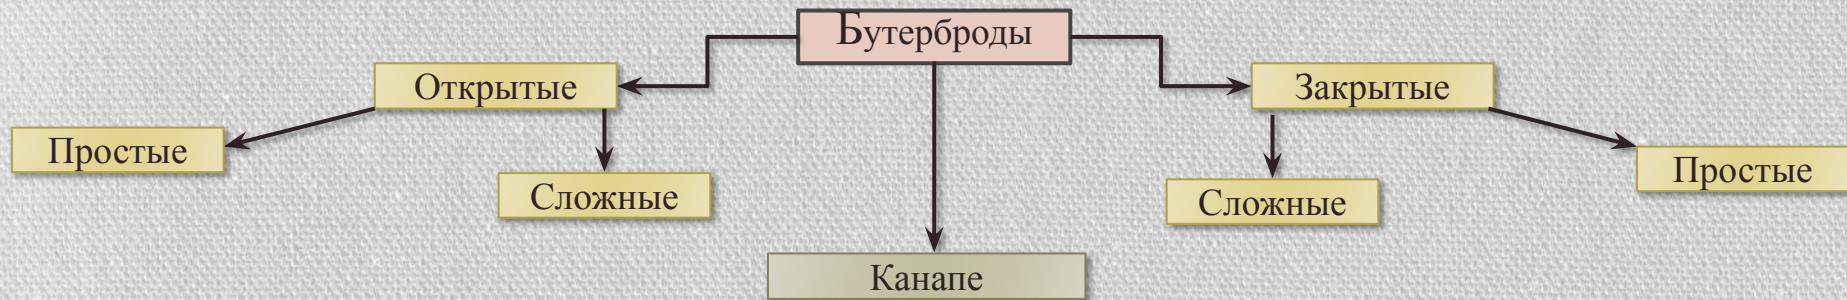 Бутерброды
Открытые
Закрытые
Простые
Простые
Сложные
Сложные
Канапе